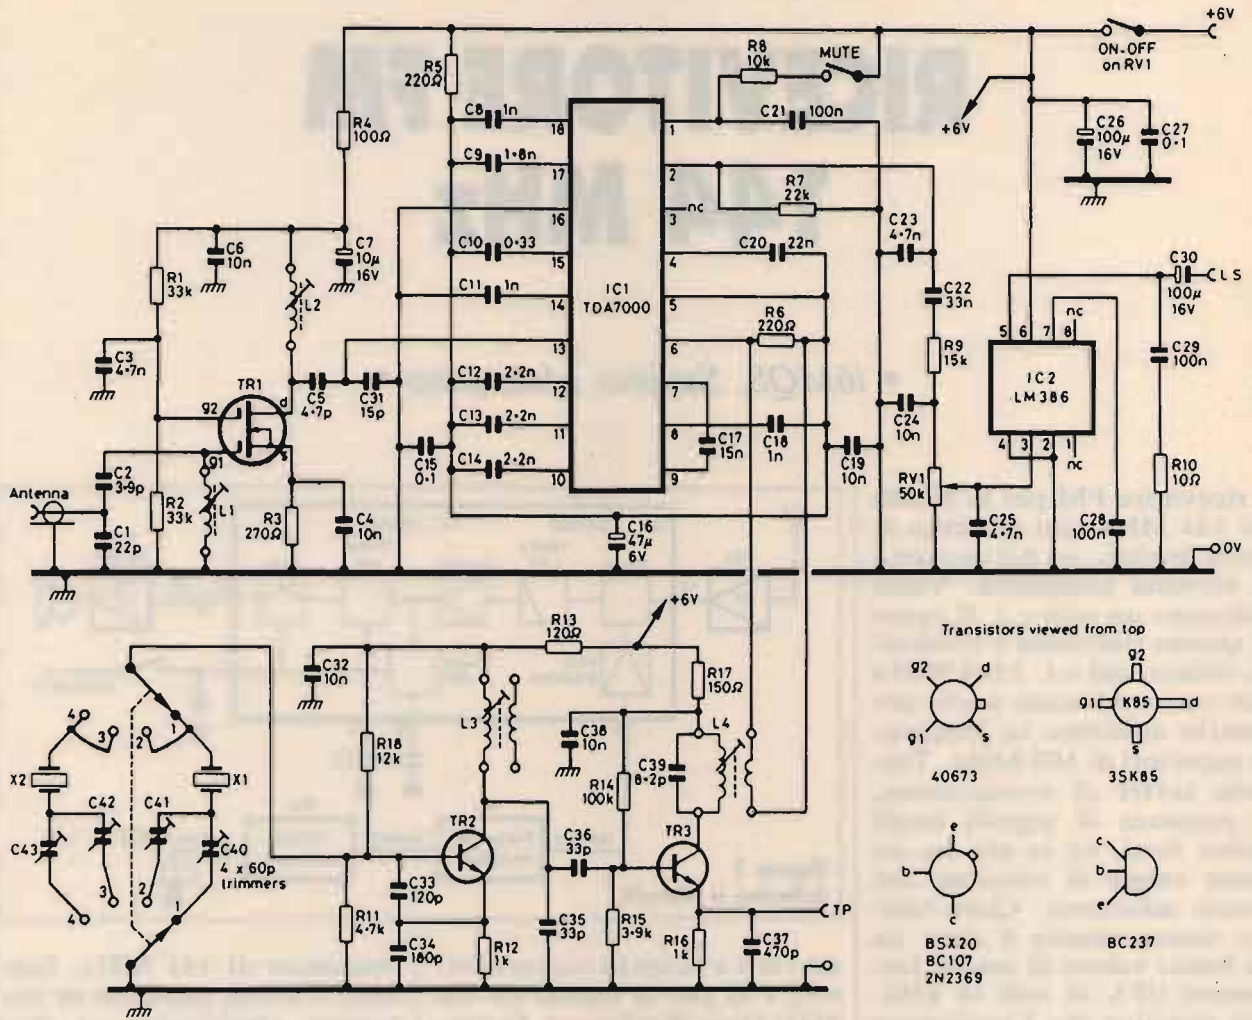 +6V
ON-OFF
on RV1
R8
10k
MUTE
R5
220Ω
C8
1n
18
1
C21
100n
+6V
C26
100μ
16V
C27
0·1
R4
100Ω
C9
1·8n
17
2
R7
22k
16
3
nc
C6
10n
C7
10μ
16V
C10
0·33
15
4
C20
22n
C23
4·7n
C30
100μ
16V
LS
R1
33k
L2
C11
1n
14
IC1
TDA7000
5
C22
33n
nc
5
6
7
8
C3
4·7n
13
6
R6
220Ω
R9
15k
C29
100n
TR1
d
g2
C5
4·7p
C31
15p
C12
2·2n
12
7
IC2
LM386
g1
s
C13
2·2n
11
8
C17
15n
C18
1n
C24
10n
4
3
2
1
nc
C2
3·9p
C15
0·1
C14
2·2n
10
9
C19
10n
RV1
50k
R10
10Ω
Antenna
R2
33k
L1
R3
270Ω
C4
10n
C16
47μ
6V
C25
4·7n
C28
100n
C1
22p
0V
+6V
R13
120Ω
Transistors viewed from top
C32
10n
R17
150Ω
g2
d
g1
s
40673
g2
g1
K85
d
s
3SK85
4
3
2
1
L3
L4
C38
10n
R18
12k
C39
8·2p
X2
X1
R14
100k
C42
C41
C43
C40
4 x 60p
trimmers
TR2
C36
33p
TR3
e
b
c
c
b
e
3
2
4
1
C33
120p
TP
R11
4·7k
C35
33p
R15
3·9k
C34
180p
R12
1k
R16
1k
C37
470p
BSX20
BC107
2N2369
BC237